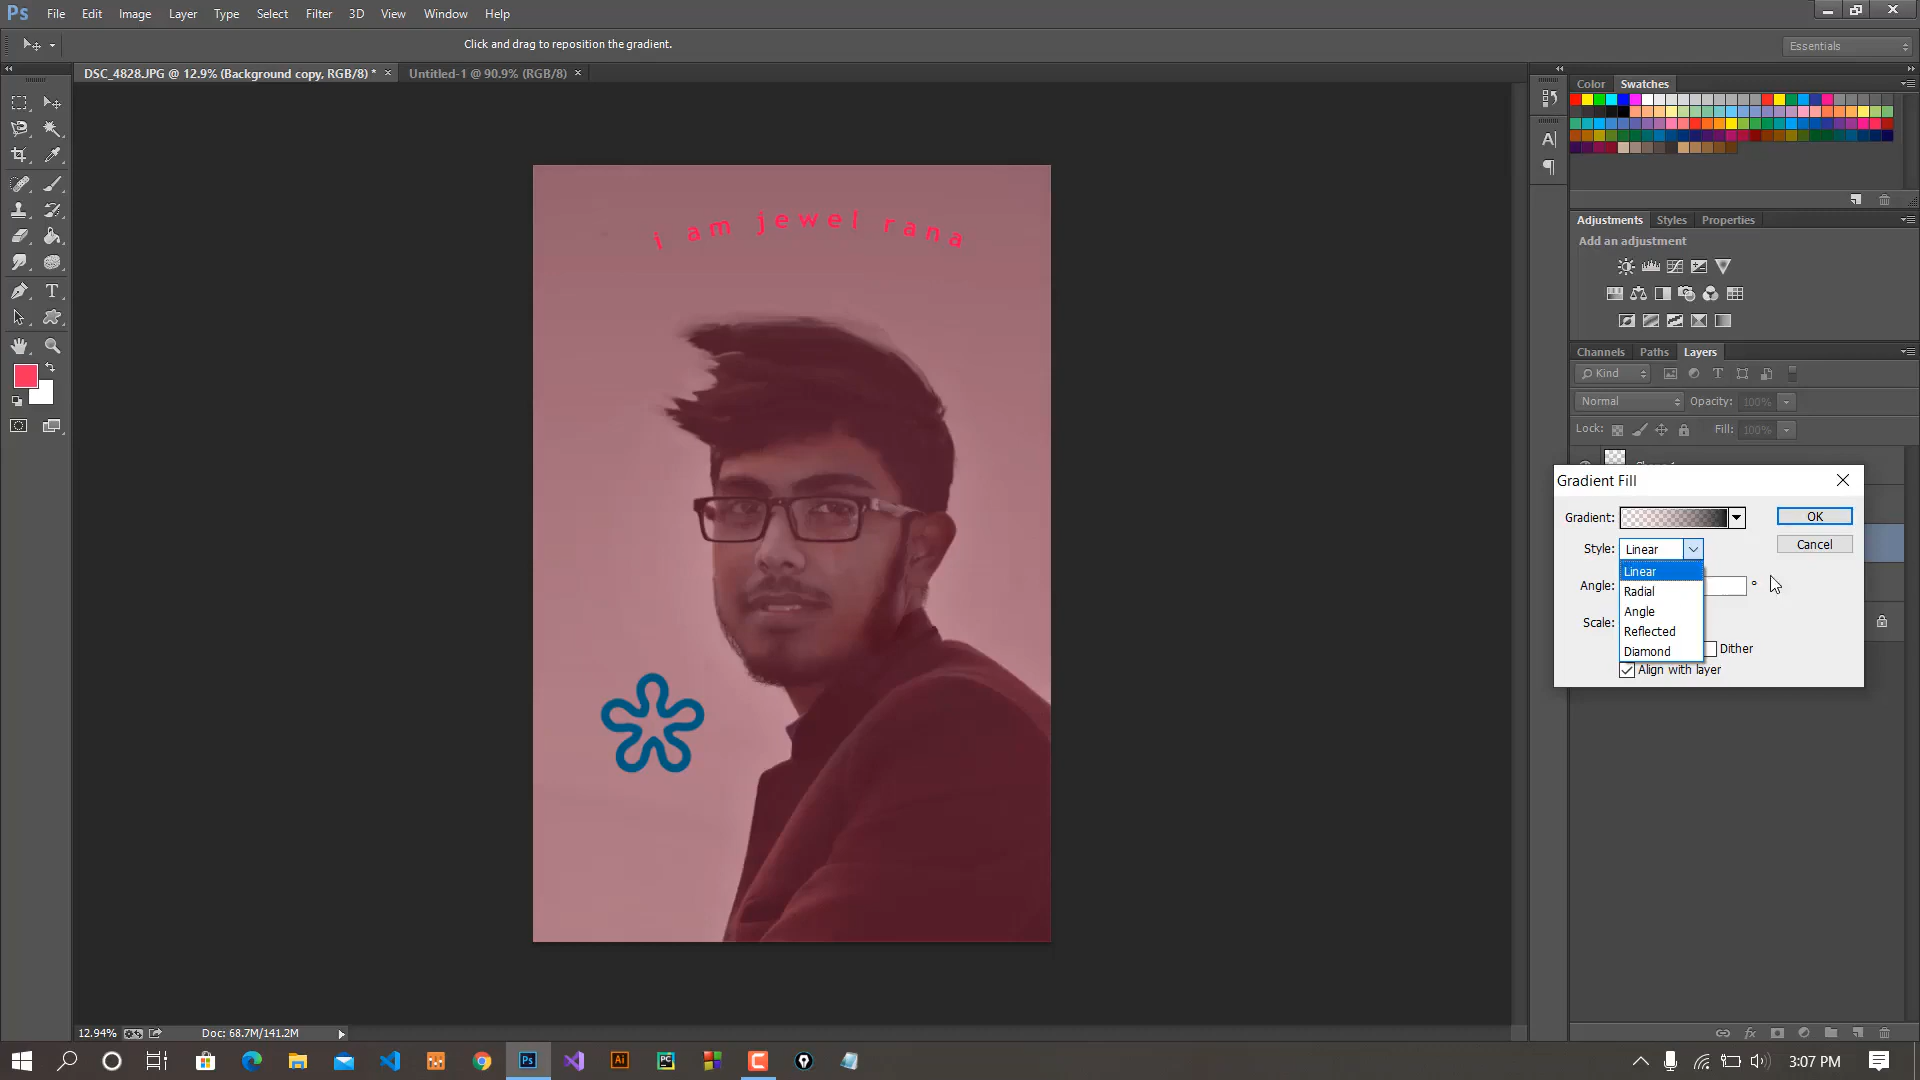 Ps File Edit Image Layer Type Select Filter 3D View Window Help
Click and drag to reposition the gradient.
Essentials
DSC_4828.JPG @ 12.9% (Background copy, RGB/8) * × Untitled-1 @ 90.9% (RGB/8) ×
Color Swatches
i am jewel rana
Adjustments Styles Properties
Add an adjustment
Channels Paths Layers
Kind
Normal Opacity: 100%
Lock: Fill: 100%
Gradient Fill
Gradient: OK
Style: Linear Cancel
Linear
Angle: °
Radial
Angle
Scale:
Reflected
Dither
Diamond
Align with layer
12.94% Doc: 68.7M/141.2M
3:07 PM